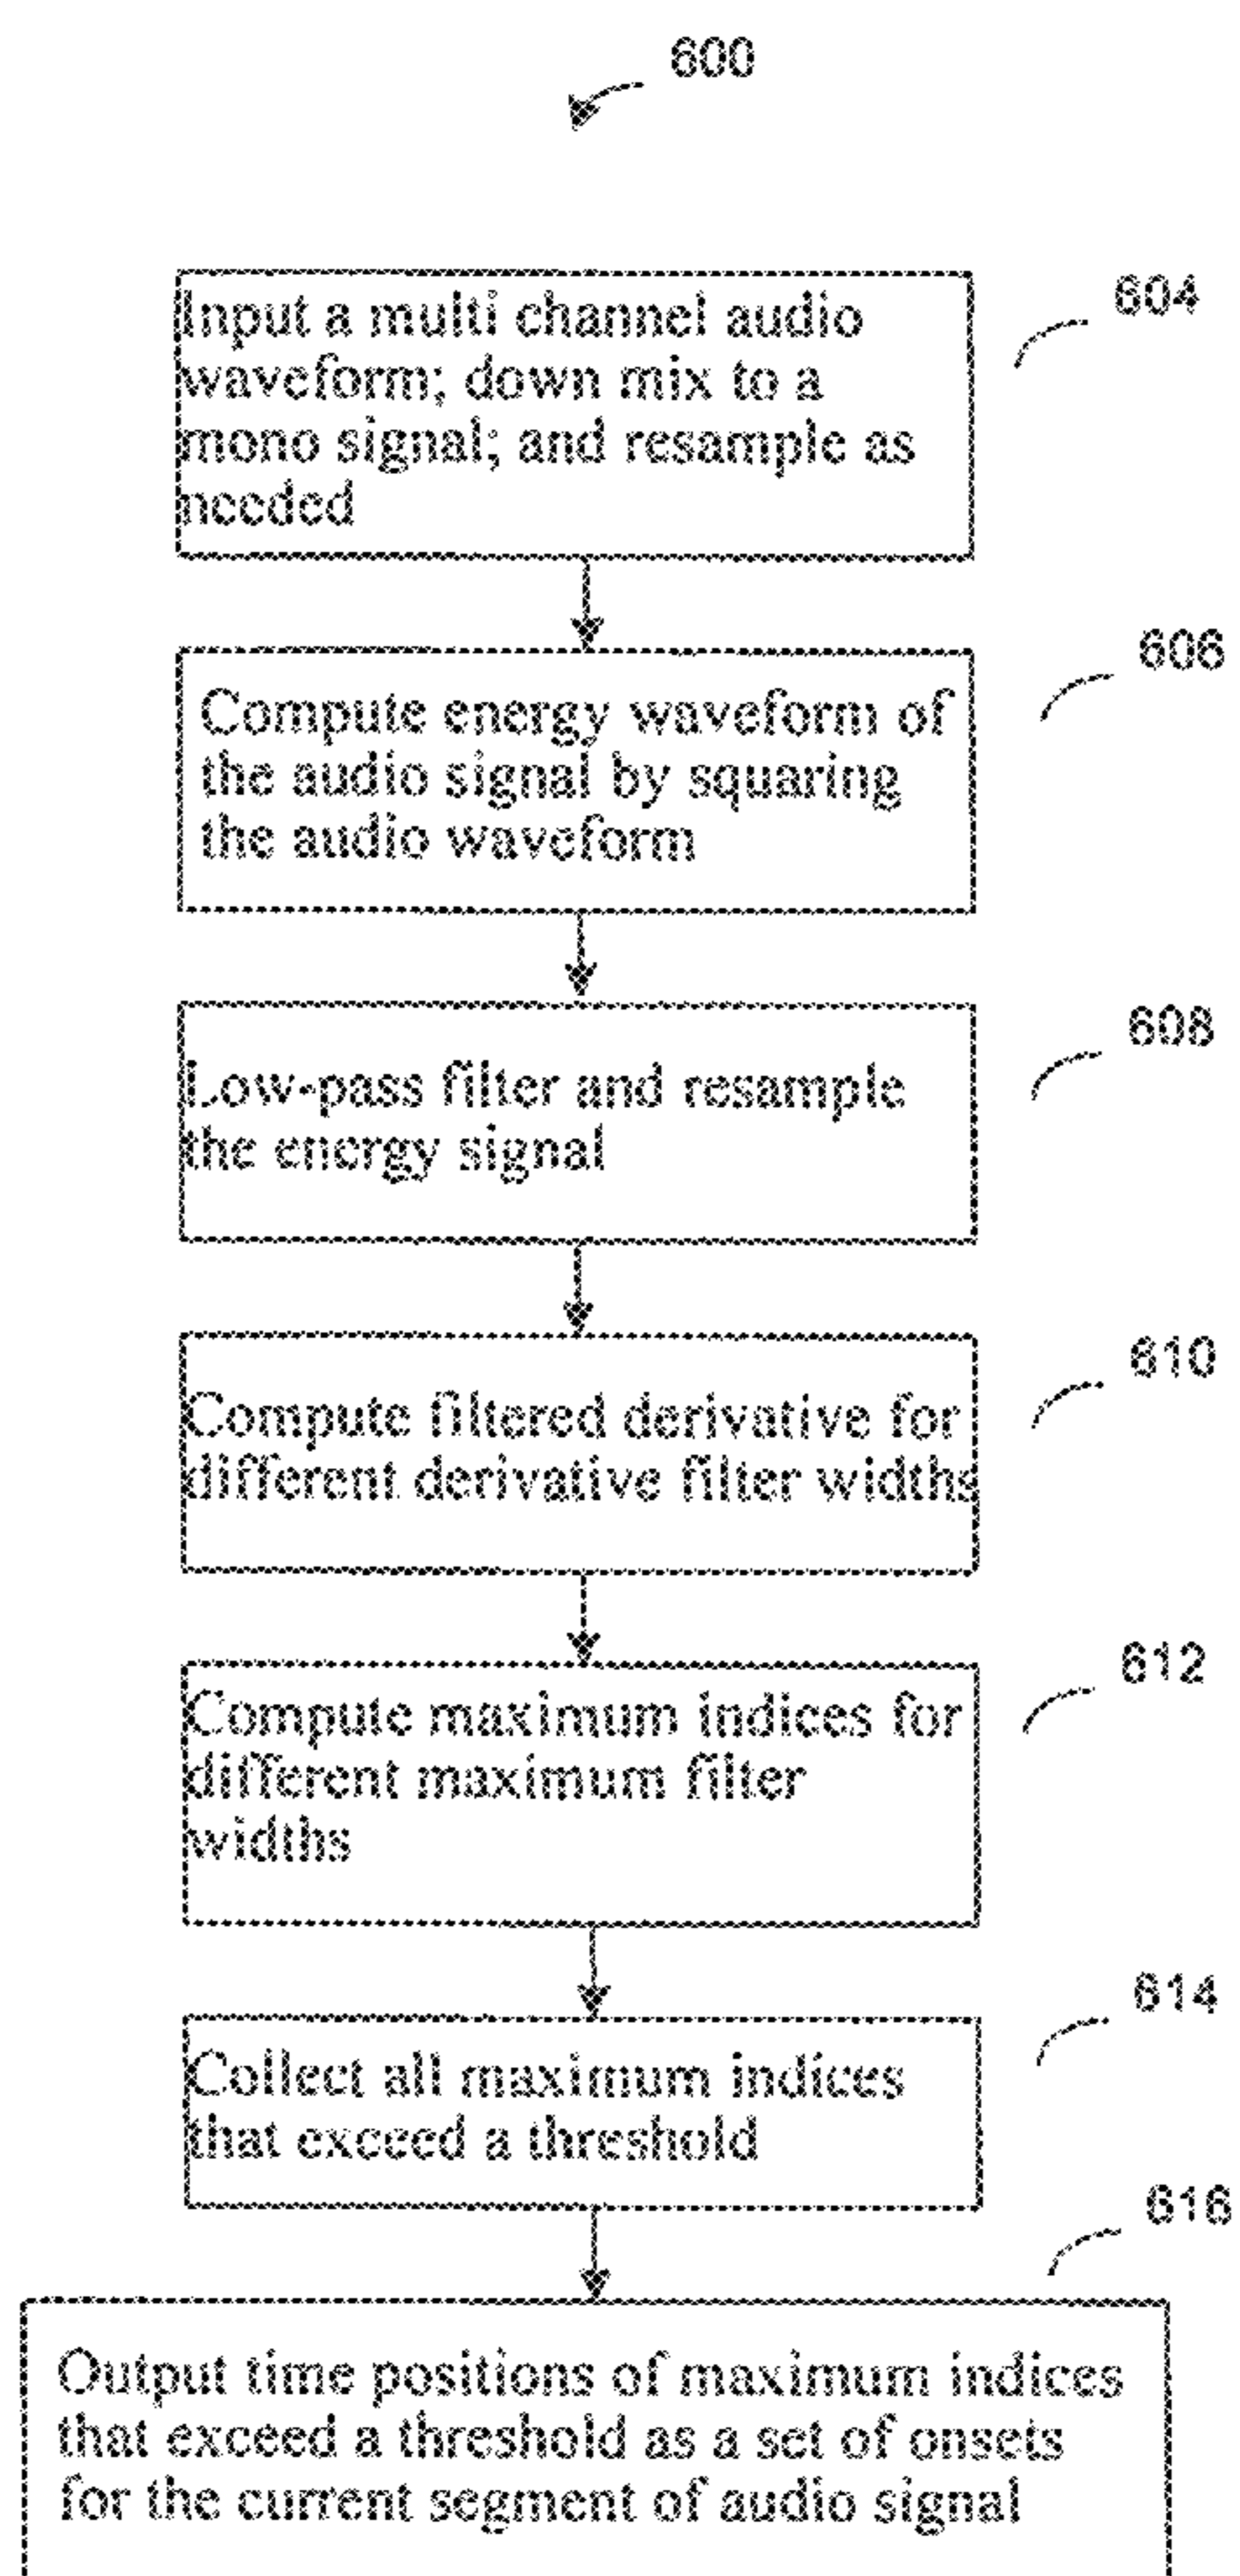 600
604
Input a multi channel audio
waveform; down mix to a
mono signal; and resample as
needed
606
Compute energy waveform of
the audio signal by squaring
the audio waveform
608
Low-pass filter and resample
the energy signal
610
Compute filtered derivative for
different derivative filter widths
612
Compute maximum indices for
different maximum filter
widths
614
Collect all maximum indices
that exceed a threshold
616
Output time positions of maximum indices
that exceed a threshold as a set of onsets
for the current segment of audio signal